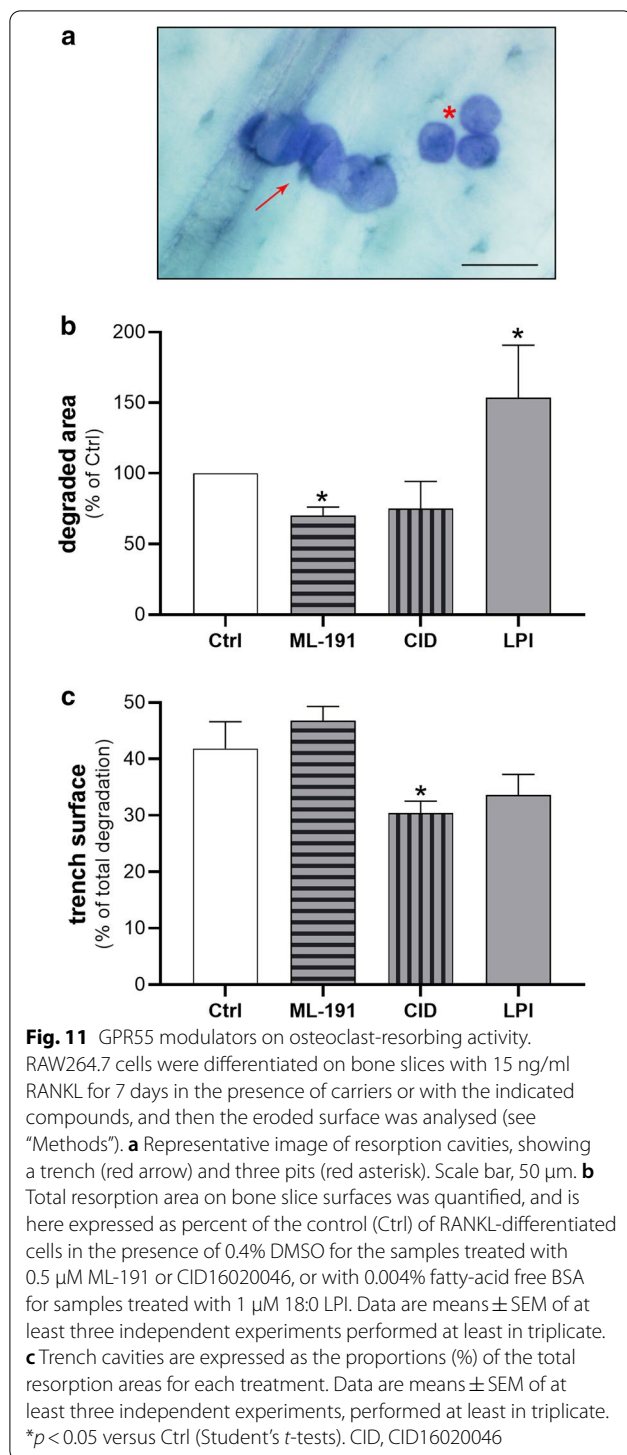 a
*
b
200
150
100
50
0
degraded area
(% of Ctrl)
*
*
Ctrl ML-191 CID LPI
c
50
40
30
20
10
0
trench surface
(% of total degradation)
*
Ctrl ML-191 CID LPI
Fig. 11 GPR55 modulators on osteoclast-resorbing activity.
RAW264.7 cells were differentiated on bone slices with 15 ng/ml
RANKL for 7 days in the presence of carriers or with the indicated
compounds, and then the eroded surface was analysed (see
“Methods”). a Representative image of resorption cavities, showing
a trench (red arrow) and three pits (red asterisk). Scale bar, 50 µm. b
Total resorption area on bone slice surfaces was quantified, and is
here expressed as percent of the control (Ctrl) of RANKL-differentiated
cells in the presence of 0.4% DMSO for the samples treated with
0.5 µM ML-191 or CID16020046, or with 0.004% fatty-acid free BSA
for samples treated with 1 µM 18:0 LPI. Data are means ± SEM of at
least three independent experiments performed at least in triplicate.
c Trench cavities are expressed as the proportions (%) of the total
resorption areas for each treatment. Data are means ± SEM of at
least three independent experiments, performed at least in triplicate.
*p < 0.05 versus Ctrl (Student’s t-tests). CID, CID16020046